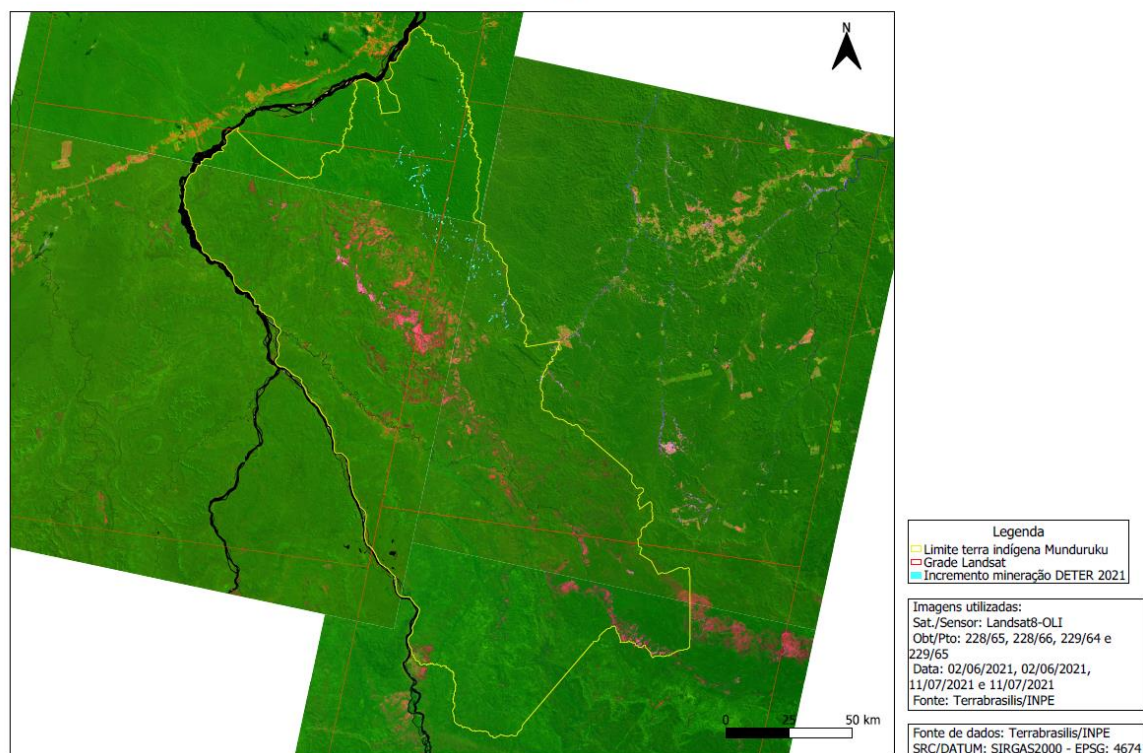 N
0
25
50 km
Legenda
Limite terra indígena Munduruku
Grade Landsat
Incremento mineração DETER 2021
Imagens utilizadas:
Sat./Sensor: Landsat8-OLI
Obt/Pto: 228/65, 228/66, 229/64 e
229/65
Data: 02/06/2021, 02/06/2021,
11/07/2021 e 11/07/2021
Fonte: Terrabrasilis/INPE
Fonte de dados: Terrabrasilis/INPE
SRC/DATUM: SIRGAS2000 - EPSG: 4674